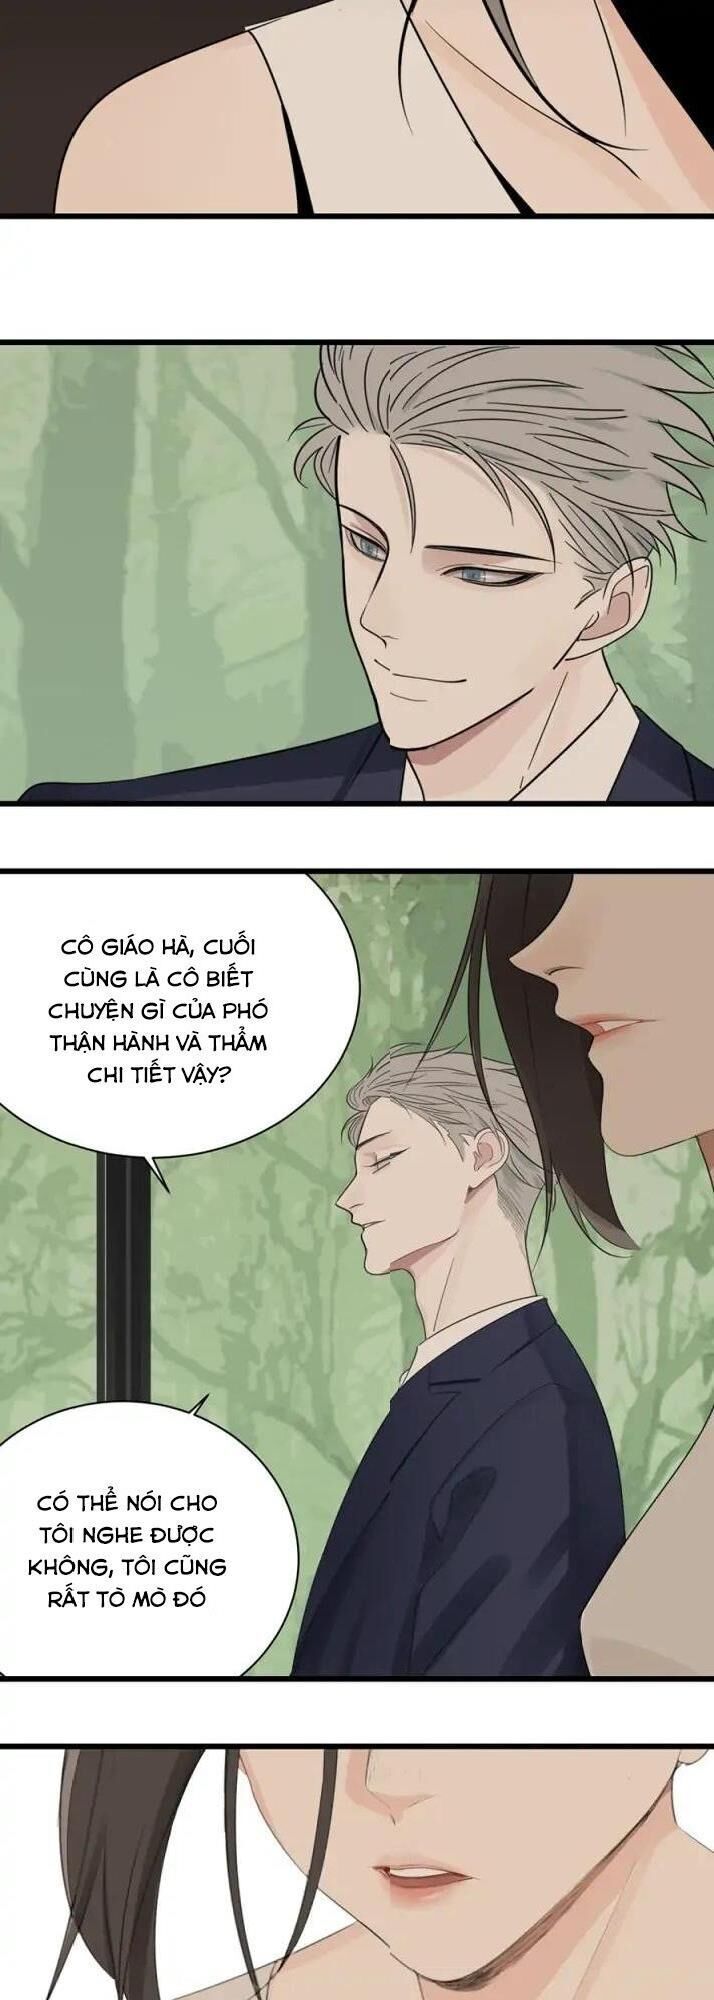 CÔ GIÁO HÀ, CUỐI
CÙNG LÀ CÔ BIẾT
CHUYỆN GÌ CỦA PHÓ
THẬN HÀNH VÀ THẨM
CHI TIẾT VẬY?
CÓ THỂ NÓI CHO
TÔI NGHE ĐƯỢC
KHÔNG, TÔI CŨNG
RẤT TÒ MÒ ĐÓ